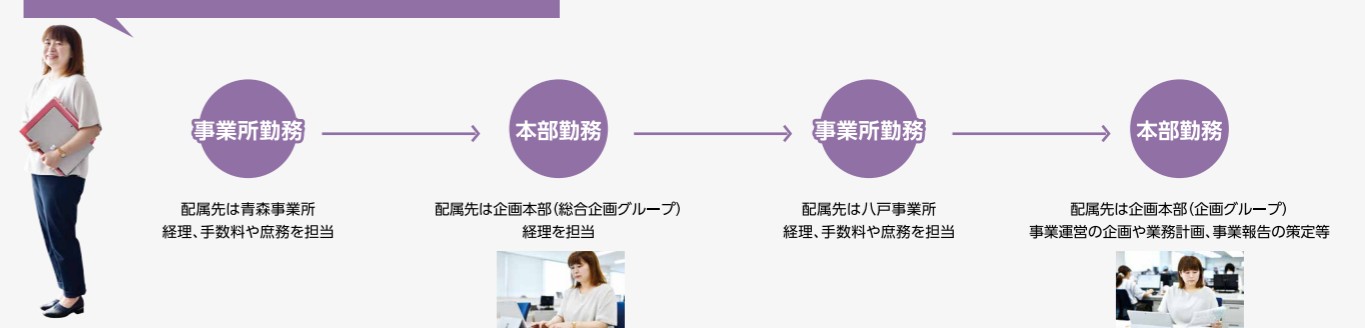 事業所勤務
配属先は青森事業所
経理、手数料や庶務を担当
本部勤務
配属先は企画本部(総合企画グループ)
経理を担当
事業所勤務
配属先は八戸事業所
経理、手数料や庶務を担当
本部勤務
配属先は企画本部(企画グループ)
事業運営の企画や業務計画、事業報告の策定等